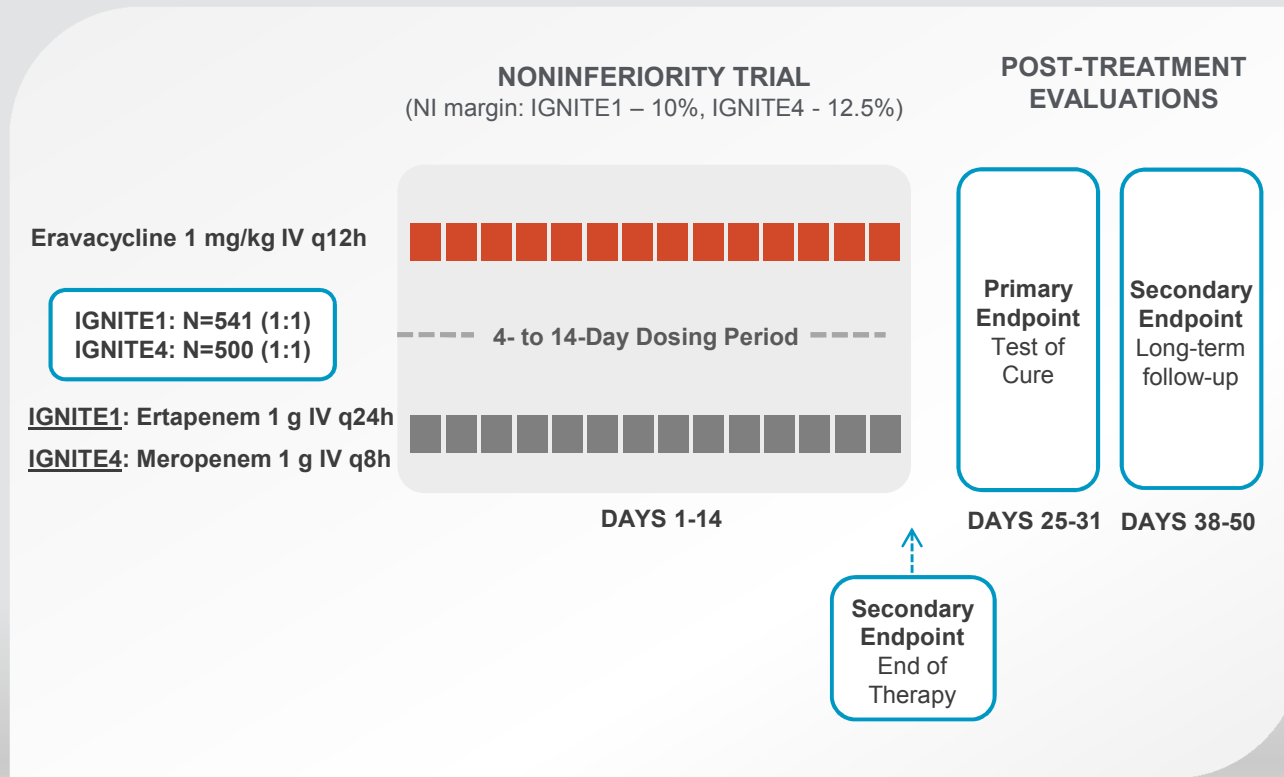 NONINFERIORITY TRIAL
(NI margin: IGNITE1 – 10%, IGNITE4 - 12.5%)
POST-TREATMENT
EVALUATIONS
Eravacycline 1 mg/kg IV q12h
IGNITE1: N=541 (1:1)
IGNITE4: N=500 (1:1)
4- to 14-Day Dosing Period
IGNITE1: Ertapenem 1 g IV q24h
IGNITE4: Meropenem 1 g IV q8h
DAYS 1-14
Primary
Endpoint
Test of
Cure
DAYS 25-31
Secondary
Endpoint
Long-term
follow-up
DAYS 38-50
Secondary
Endpoint
End of
Therapy